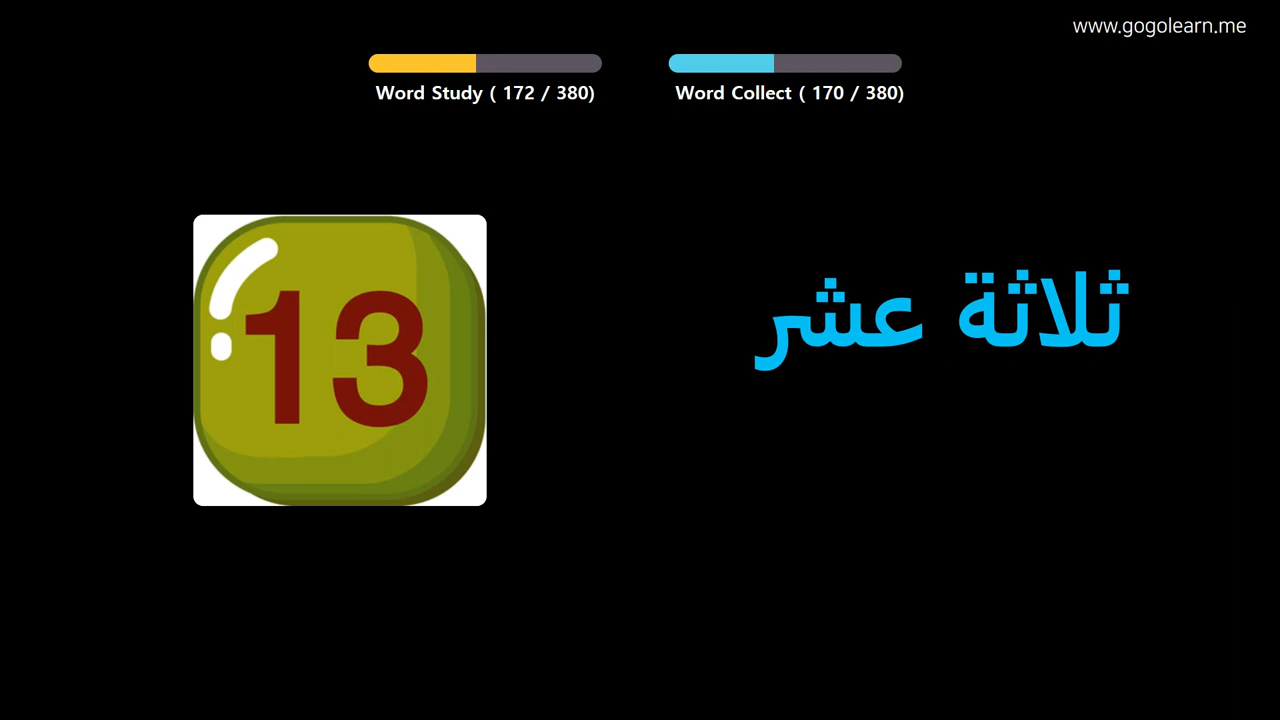 www.gogolearn.me
Word Study ( 172 / 380)
Word Collect ( 170 / 380)
13
ثلاثة عشر